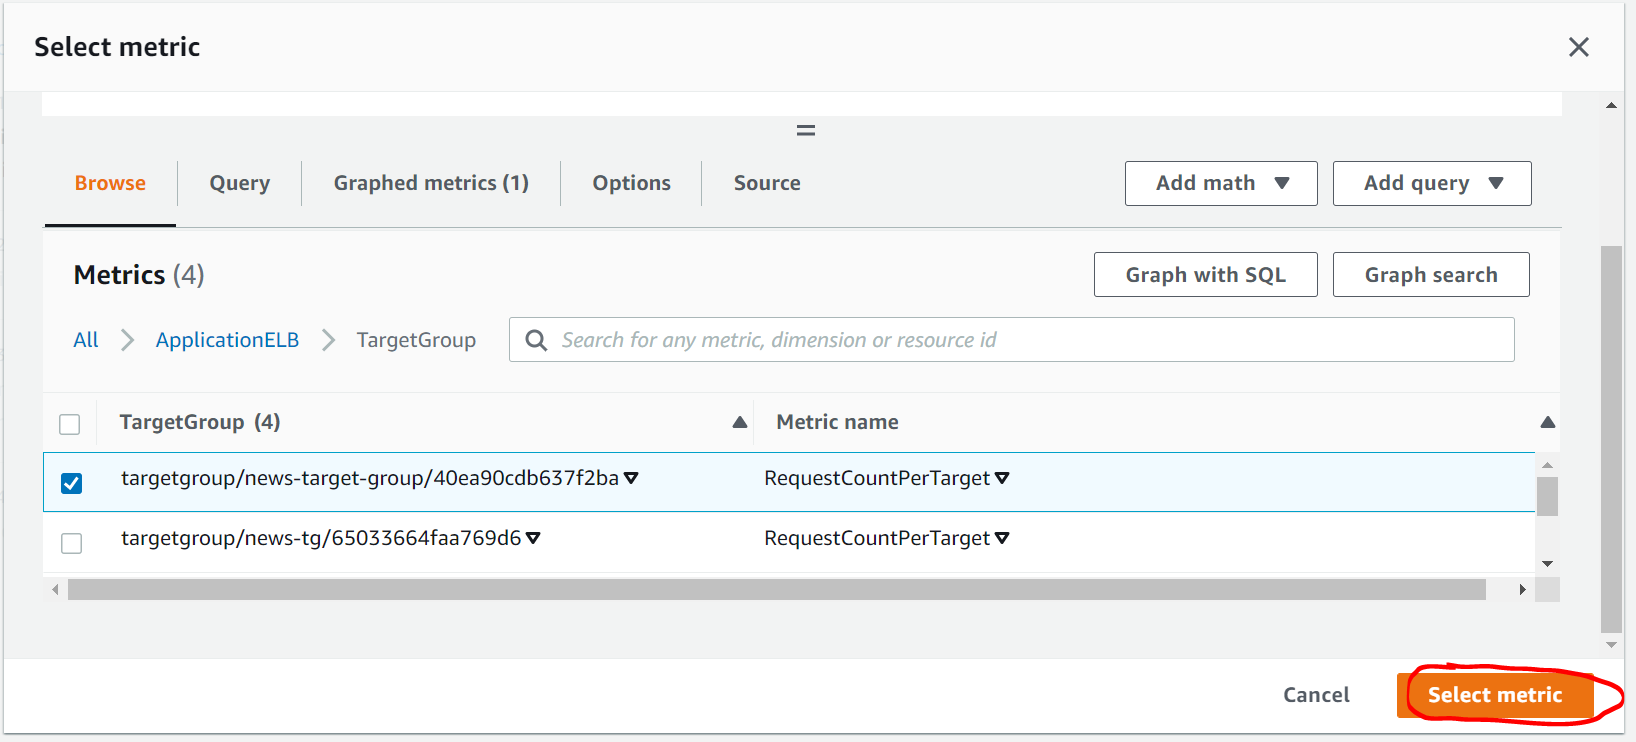 Select metric
Browse Query Graphed metrics (1) Options Source Add math Add query
Metrics (4) Graph with SQL Graph search
All ApplicationELB TargetGroup Search for any metric, dimension or resource id
TargetGroup (4) Metric name
targetgroup/news-target-group/40ea90cdb637f2ba RequestCountPerTarget
targetgroup/news-tg/65033664faa769d6 RequestCountPerTarget
Cancel Select metric